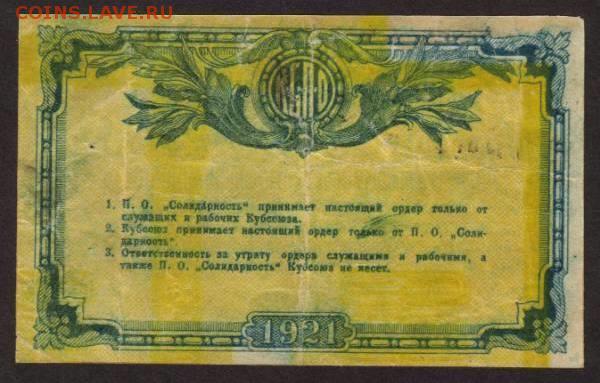 COINS.LAVE.RU
1. П. О. „Солидарность" принимает настоящий ордер только от
служащих и рабочих Кубсоюза.
2. Кубсоюз принимает настоящий ордер только от П. О. „Соли-
дарность".
3. Ответственность за утрату ордера служащими и рабочими, а
также П. О. „Солидарность" Кубсоюз не несет.
1921